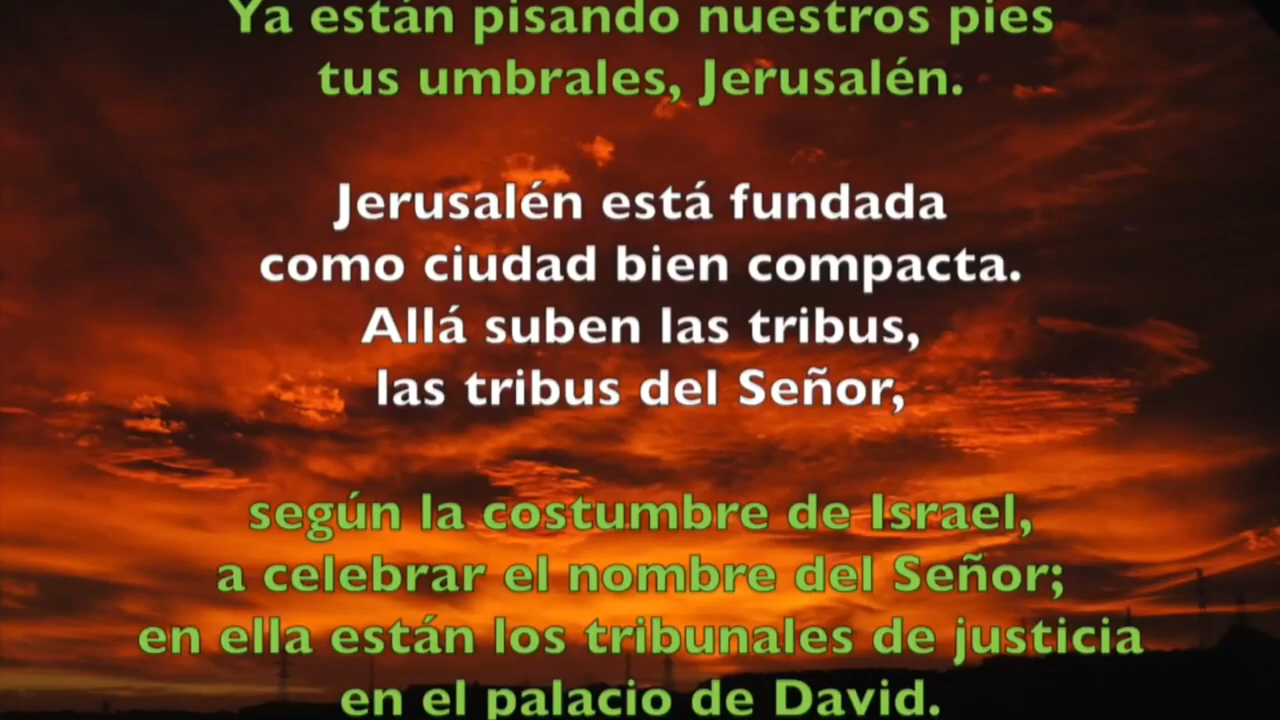 Ya están pisando nuestros pies
tus umbrales, Jerusalén.
Jerusalén está fundada
como ciudad bien compacta.
Allá suben las tribus,
las tribus del Señor,
según la costumbre de Israel,
a celebrar el nombre del Señor;
en ella están los tribunales de justicia
en el palacio de David.